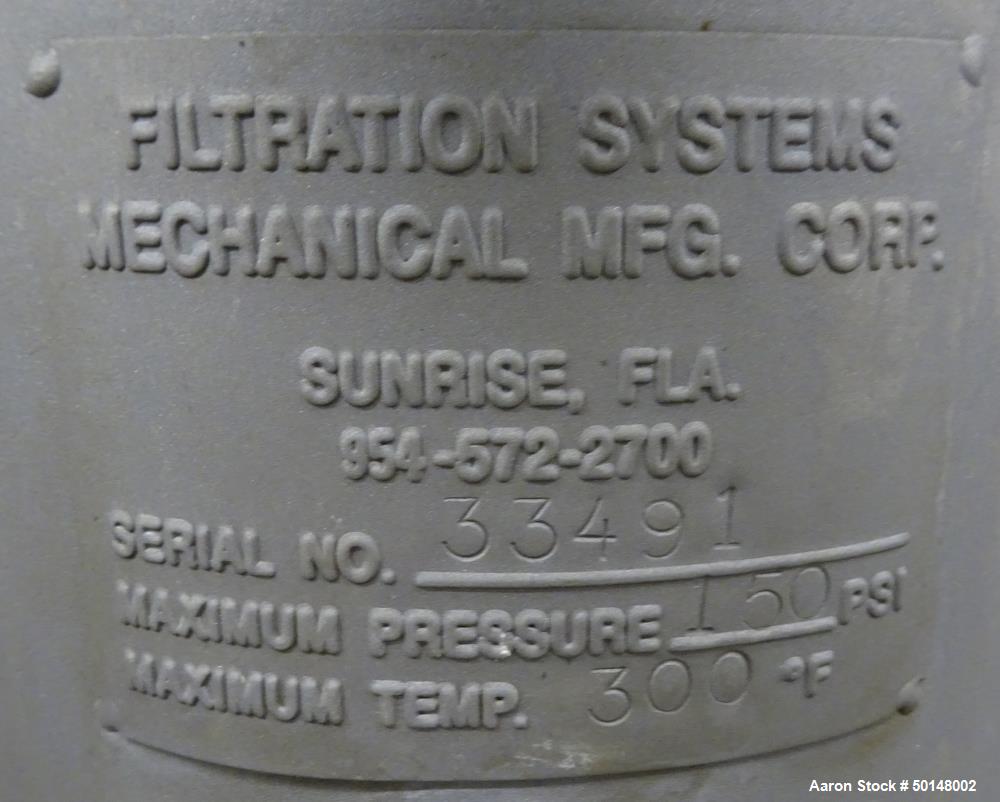 FILTRATION SYSTEMS
MECHANICAL MFG. CORP.
SUNRISE, FLA.
954-572-2700
SERIAL NO. 33491
MAXIMUM PRESSURE 150 PSI
MAXIMUM TEMP. 300 °F
Aaron Stock # 50148002